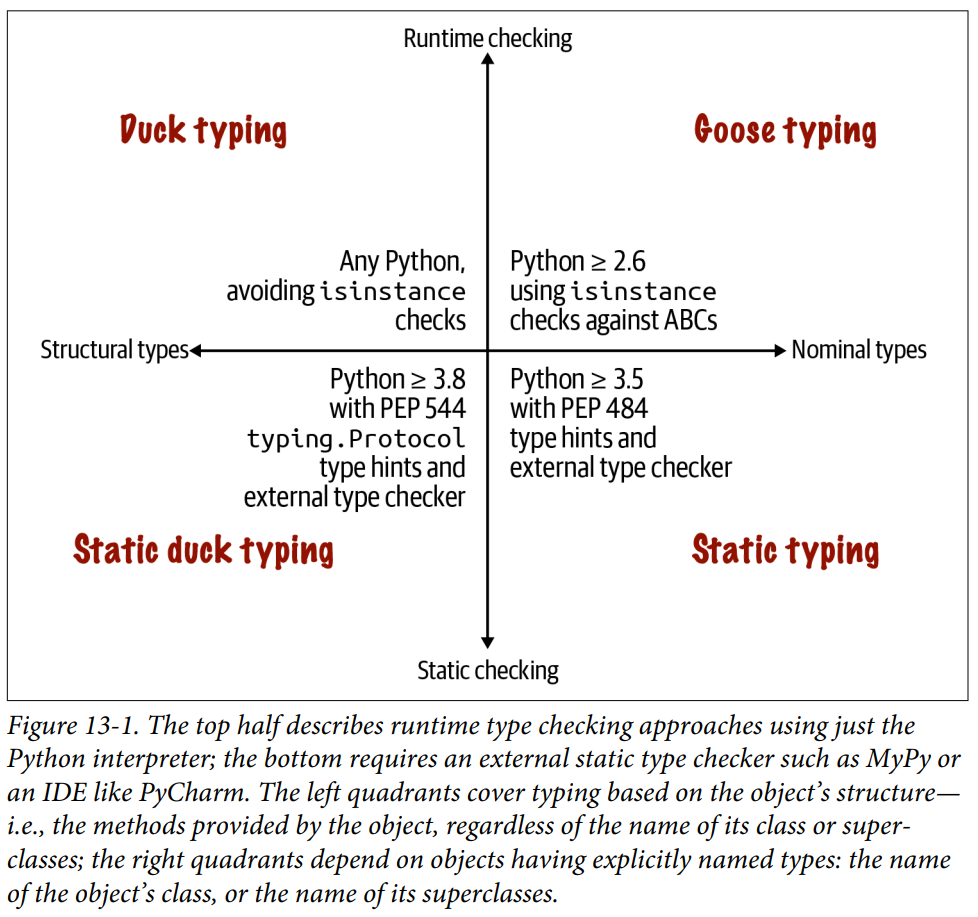 Runtime checking
Duck typing
Goose typing
Any Python,
avoiding isinstance
checks
Python ≥ 2.6
using isinstance
checks against ABCs
Structural types
Nominal types
Python ≥ 3.8
with PEP 544
typing.Protocol
type hints and
external type checker
Python ≥ 3.5
with PEP 484
type hints and
external type checker
Static duck typing
Static typing
Static checking
Figure 13-1. The top half describes runtime type checking approaches using just the
Python interpreter; the bottom requires an external static type checker such as MyPy or
an IDE like PyCharm. The left quadrants cover typing based on the object’s structure—
i.e., the methods provided by the object, regardless of the name of its class or super-
classes; the right quadrants depend on objects having explicitly named types: the name
of the object’s class, or the name of its superclasses.